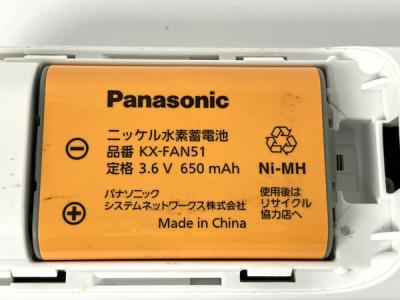 Panasonic
ニッケル水素蓄電池
品番 KX-FAN51
定格 3.6 V 650 mAh
Ni-MH
パナソニック
システムネットワークス株式会社
Made in China
使用後は
リサイクル
協力店へ